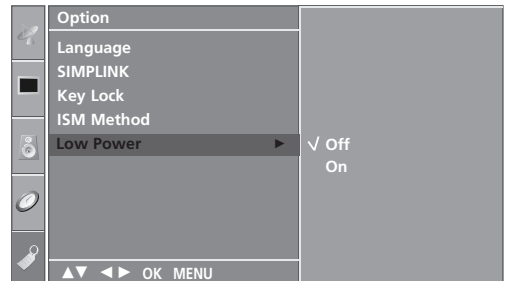 Option
Language
SIMPLINK
Key Lock
ISM Method
Low Power ►
√ Off
On
▲▼ ◄► OK MENU